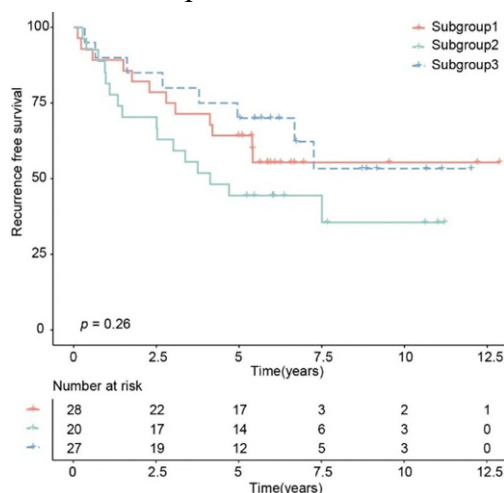 100
75
50
25
0
Recurrence free survival
Subgroup1
Subgroup2
Subgroup3
p = 0.26
0 2.5 5 7.5 10 12.5
Time(years)
Number at risk
28 22 17 3 2 1
20 17 14 6 3 0
27 19 12 5 3 0
0 2.5 5 7.5 10 12.5
Time(years)